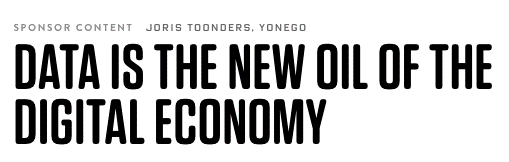 SPONSOR CONTENT JORIS TOONDERS, YONEGO
DATA IS THE NEW OIL OF THE
DIGITAL ECONOMY